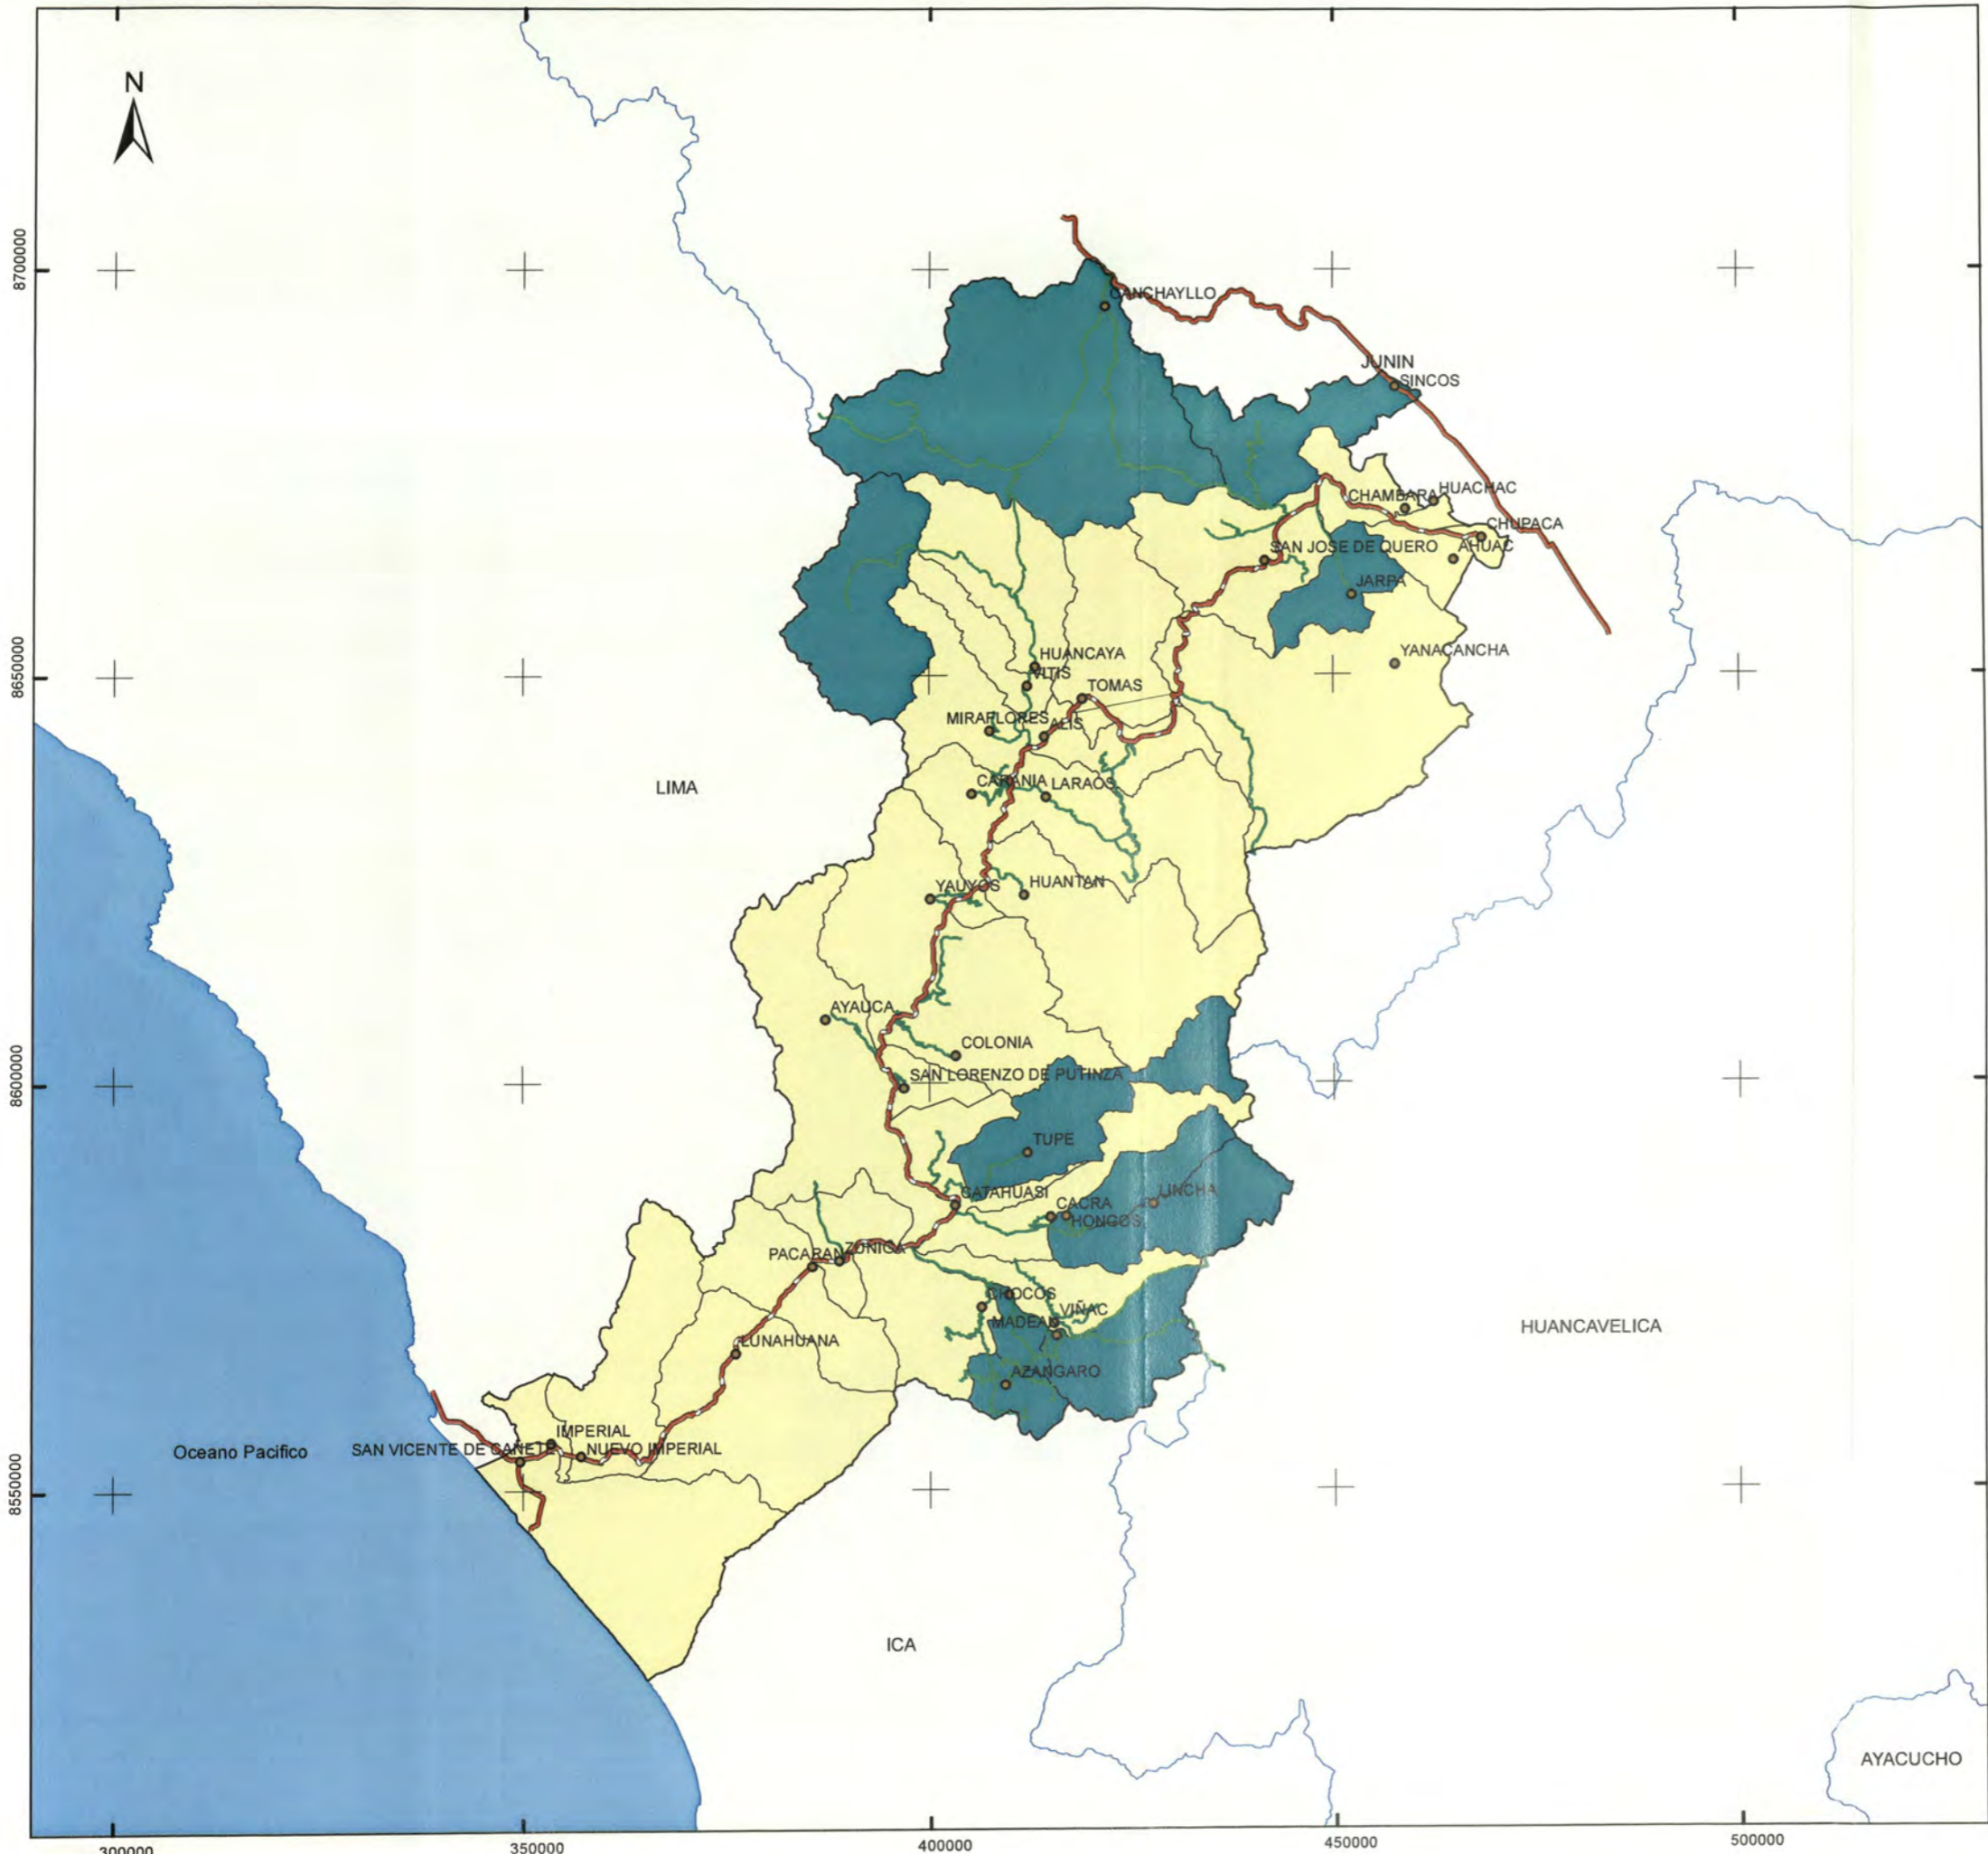 N
8700000
CANCHAYLLO
JUNIN
SINCOS
CHAMBARA
HUACHAC
CHUPACA
SAN JOSE DE QUERO
AHUAC
JARPA
8650000
HUANCAYA
VITIS
YANACANCHA
TOMAS
MIRAFLORES
ALIS
LIMA
CARANIA
LARAOS
YAUYOS
HUANTAN
AYAUCA
COLONIA
8600000
SAN LORENZO DE PUTINZA
TUPE
CATAHUASI
LINCHA
CACRA
HONGOS
PACARAN
ZUÑIGA
CHOCOS
VIÑAC
MADEAN
HUANCAVELICA
LUNAHUANA
AZANGARO
IMPERIAL
Oceano Pacifico
SAN VICENTE DE CAÑETE
NUEVO IMPERIAL
8550000
ICA
AYACUCHO
300000
350000
400000
450000
500000